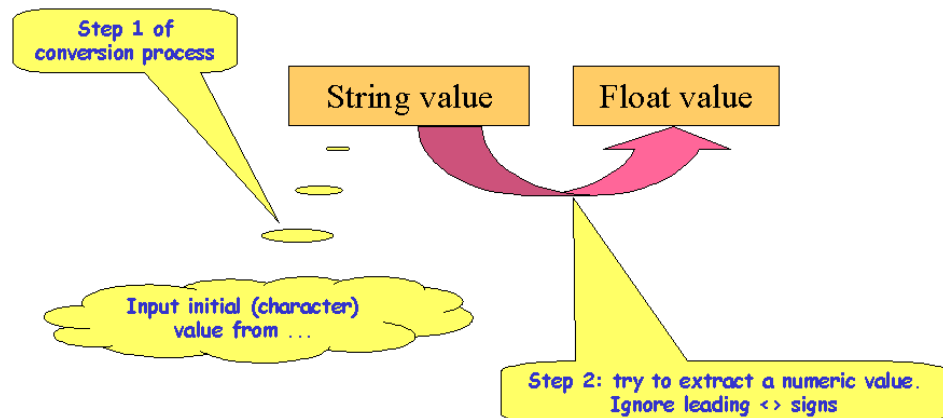 Step 1 of
conversion process
String value
Float value
Input initial (character)
value from ...
Step 2: try to extract a numeric value.
Ignore leading <> signs